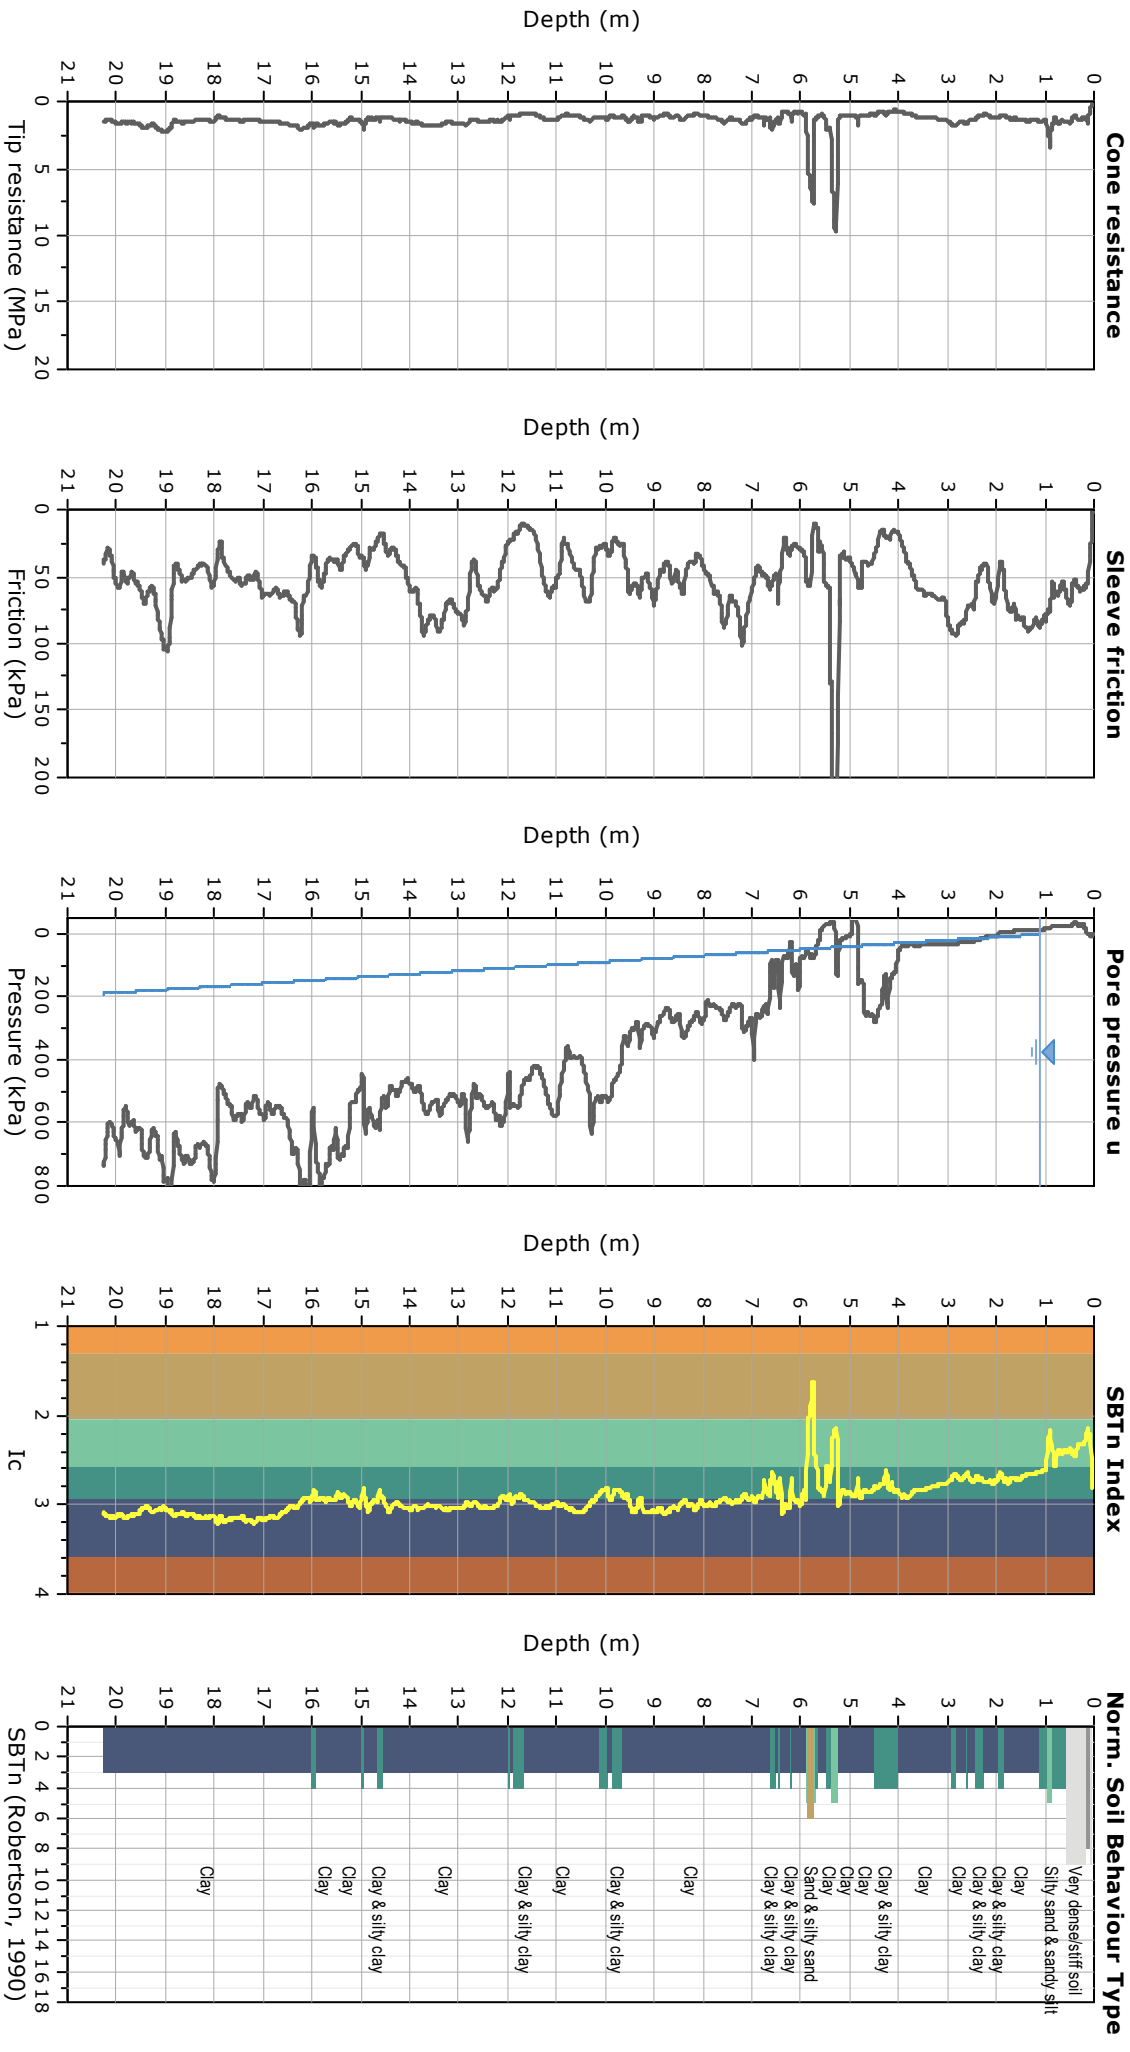 Cone resistance
Depth (m)
0
1
2
3
4
5
6
7
8
9
10
11
12
13
14
15
16
17
18
19
20
21
0 5 10 15 20
Tip resistance (MPa)
Sleeve friction
Depth (m)
0
1
2
3
4
5
6
7
8
9
10
11
12
13
14
15
16
17
18
19
20
21
0 50 100 150 200
Friction (kPa)
Pore pressure u
Depth (m)
0
1
2
3
4
5
6
7
8
9
10
11
12
13
14
15
16
17
18
19
20
21
0 200 400 600 800
Pressure (kPa)
SBTn Index
Depth (m)
0
1
2
3
4
5
6
7
8
9
10
11
12
13
14
15
16
17
18
19
20
21
1 2 3 4
Ic
Norm. Soil Behaviour Type
Depth (m)
0
1
2
3
4
5
6
7
8
9
10
11
12
13
14
15
16
17
18
19
20
21
Very dense/stiff soil
Silty sand & sandy silt
Clay
Clay & silty clay
Clay & silty clay
Clay
Clay
Clay & silty clay
Clay
Clay
Clay
Sand & silty sand
Clay & silty clay
Clay & silty clay
Clay
Clay & silty clay
Clay
Clay & silty clay
Clay
Clay & silty clay
Clay
Clay
Clay
0 2 4 6 8 10 12 14 16 18
SBTn (Robertson, 1990)